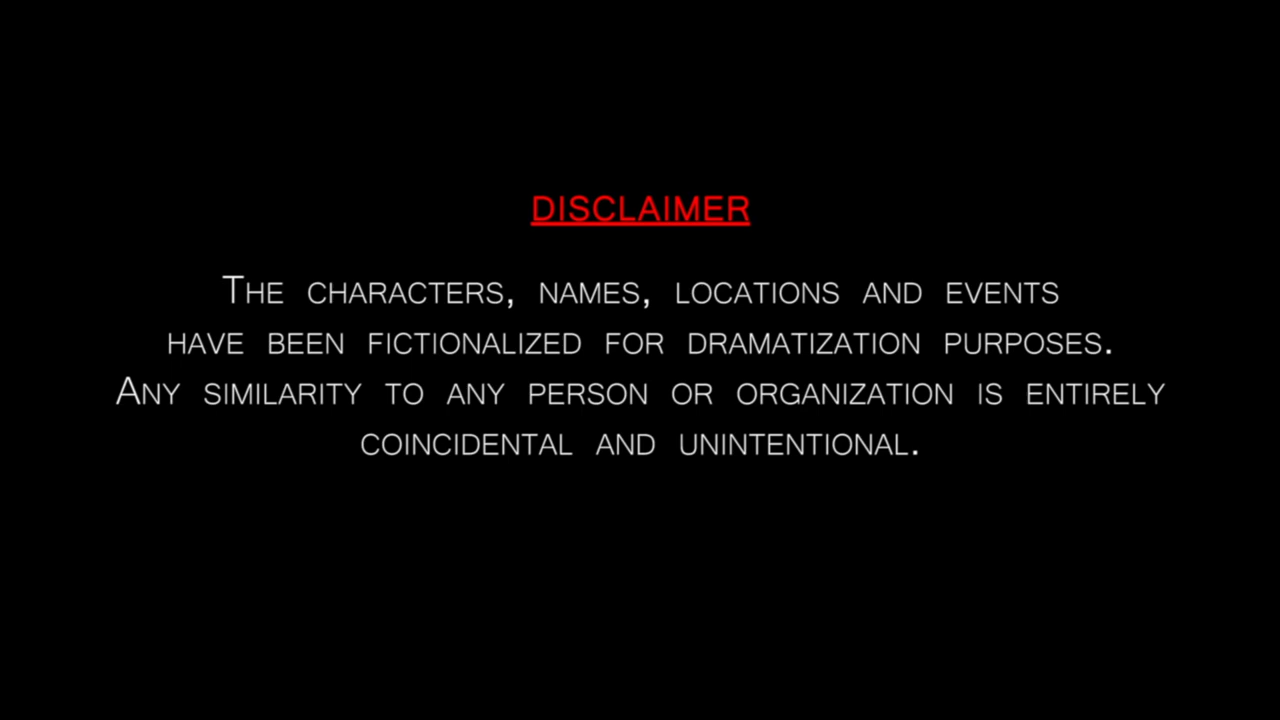 DISCLAIMER
The characters, names, locations and events
have been fictionalized for dramatization purposes.
Any similarity to any person or organization is entirely
coincidental and unintentional.